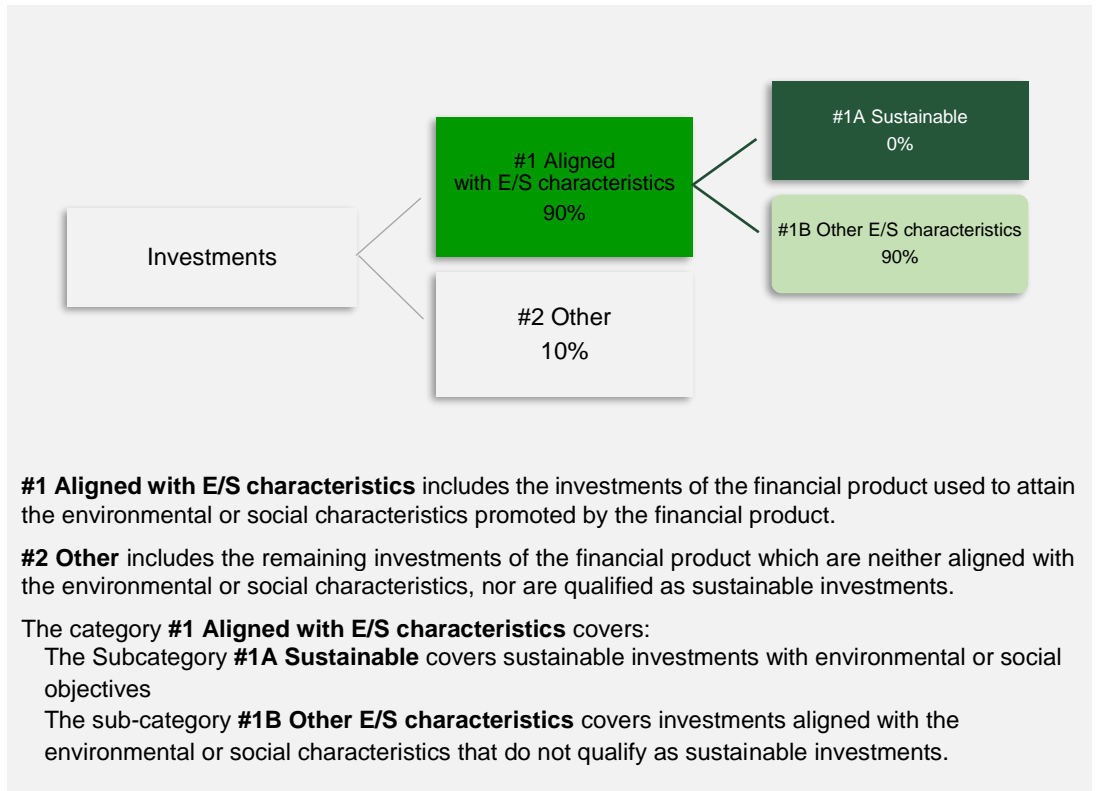 #1A Sustainable
0%
#1 Aligned
with E/S characteristics
90%
#1B Other E/S characteristics
90%
Investments
#2 Other
10%
#1 Aligned with E/S characteristics includes the investments of the financial product used to attain
the environmental or social characteristics promoted by the financial product.
#2 Other includes the remaining investments of the financial product which are neither aligned with
the environmental or social characteristics, nor are qualified as sustainable investments.
The category #1 Aligned with E/S characteristics covers:
The Subcategory #1A Sustainable covers sustainable investments with environmental or social
objectives
The sub-category #1B Other E/S characteristics covers investments aligned with the
environmental or social characteristics that do not qualify as sustainable investments.